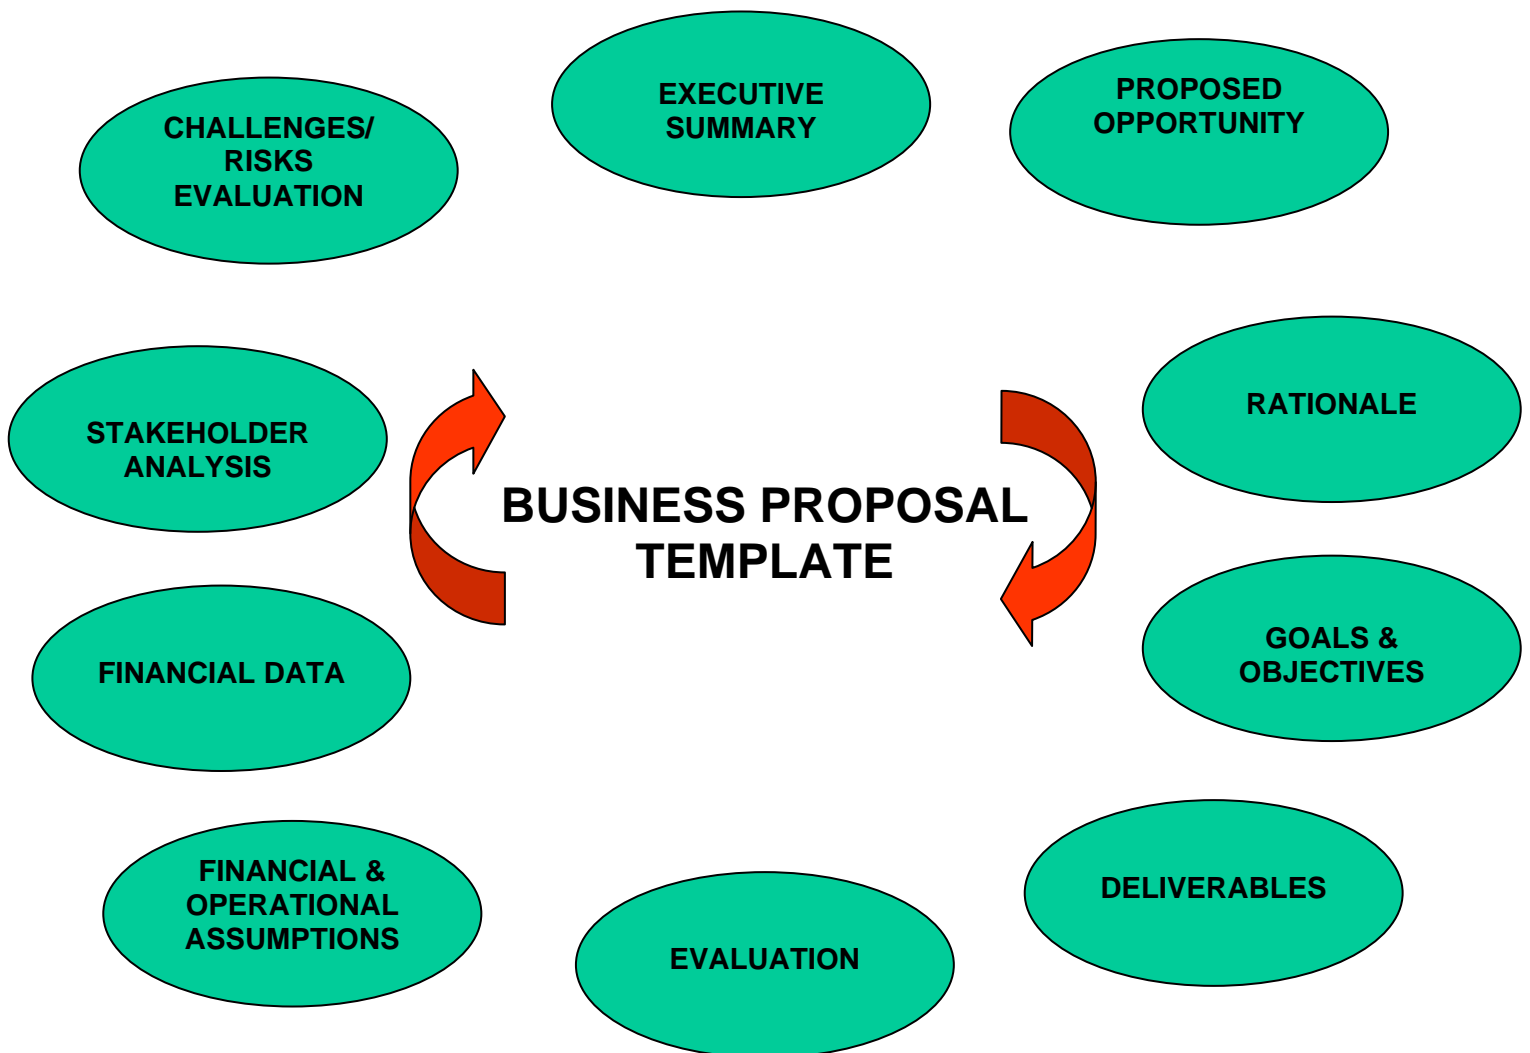 EXECUTIVE
SUMMARY
PROPOSED
OPPORTUNITY
RATIONALE
GOALS &
OBJECTIVES
DELIVERABLES
EVALUATION
FINANCIAL &
OPERATIONAL
ASSUMPTIONS
FINANCIAL DATA
STAKEHOLDER
ANALYSIS
CHALLENGES/
RISKS
EVALUATION
BUSINESS PROPOSAL
TEMPLATE